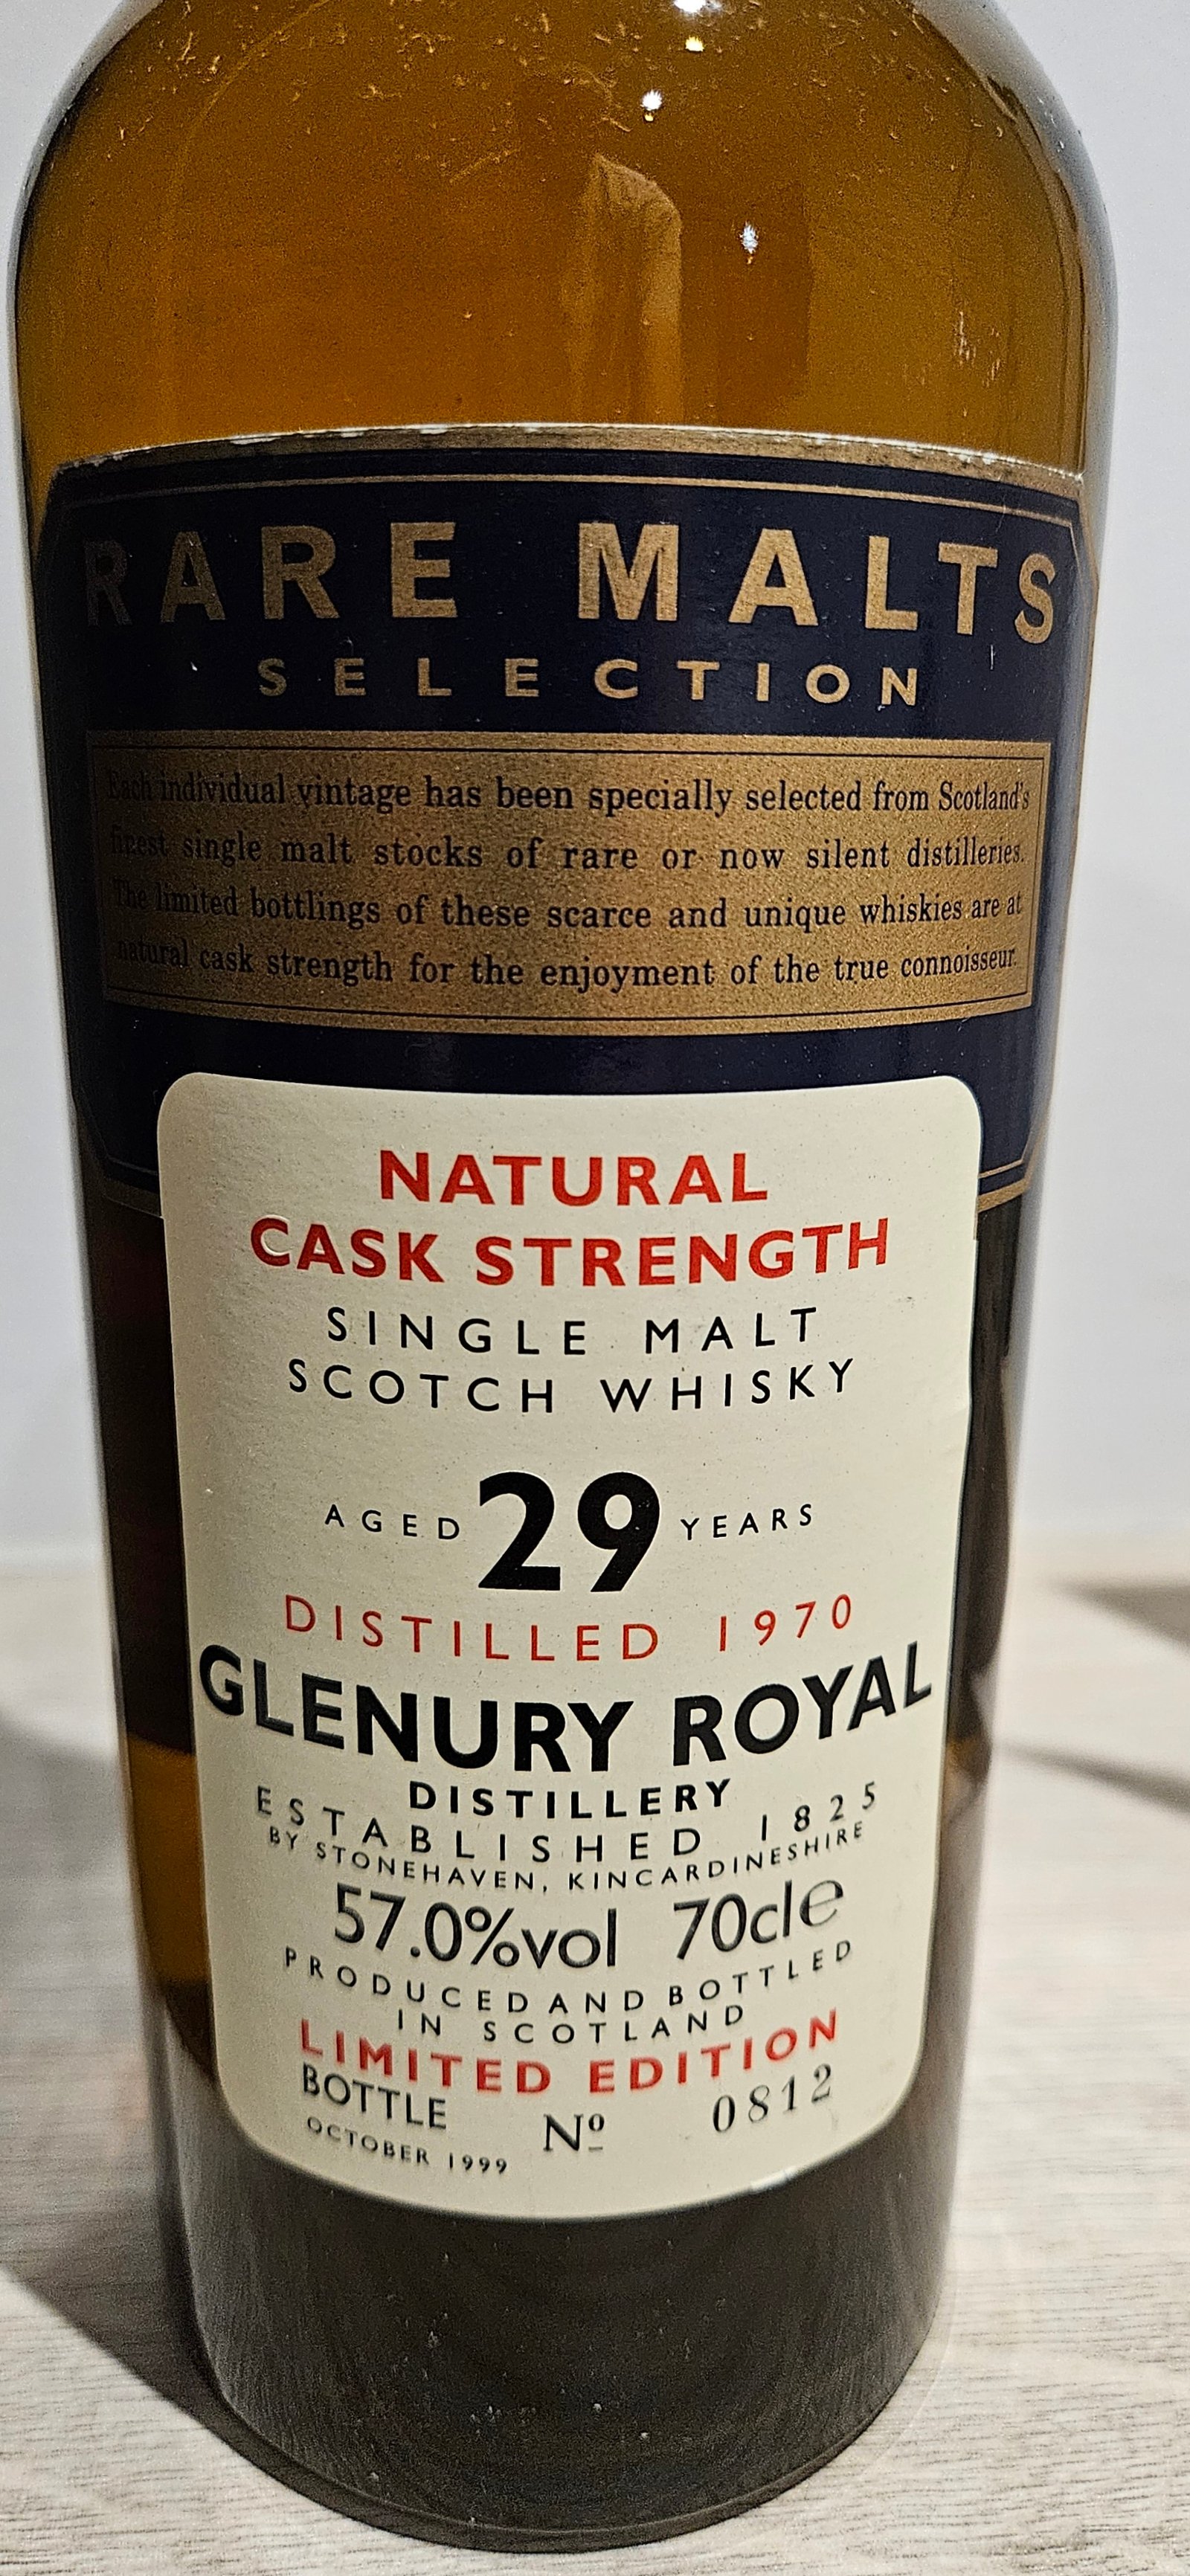 RARE MALTS
SELECTION
Each individual vintage has been specially selected from Scotland's
finest single malt stocks of rare or now silent distilleries.
The limited bottlings of these scarce and unique whiskies are at
natural cask strength for the enjoyment of the true connoisseur.
NATURAL
CASK STRENGTH
SINGLE MALT
SCOTCH WHISKY
AGED 29 YEARS
DISTILLED 1970
GLENURY ROYAL
DISTILLERY
ESTABLISHED 1825
BY STONEHAVEN, KINCARDINESHIRE
57.0%vol 70cl℮
PRODUCED AND BOTTLED
IN SCOTLAND
LIMITED EDITION
BOTTLE Nº 0812
OCTOBER 1999